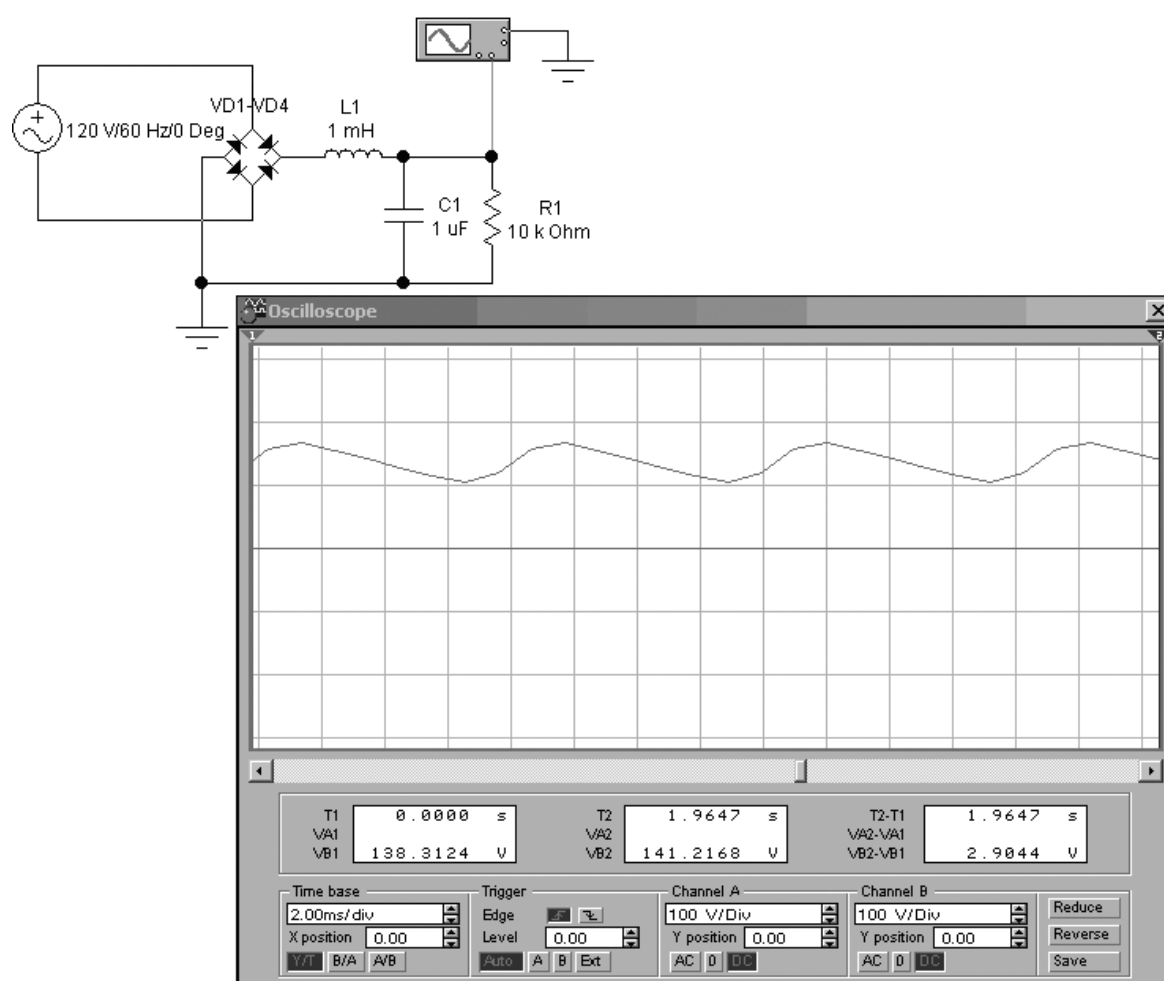 VD1-VD4
120 V/60 Hz/0 Deg
L1
1 mH
C1
1 uF
R1
10 k Ohm
Oscilloscope
1
2
T1 0.0000 s
VA1
VB1 138.3124 V
T2 1.9647 s
VA2
VB2 141.2168 V
T2-T1 1.9647 s
VA2-VA1
VB2-VB1 2.9044 V
Time base
2.00ms/div
X position 0.00
Y/T B/A A/B
Trigger
Edge
Level 0.00
Auto A B Ext
Channel A
100 V/Div
Y position 0.00
AC 0 DC
Channel B
100 V/Div
Y position 0.00
AC 0 DC
Reduce
Reverse
Save